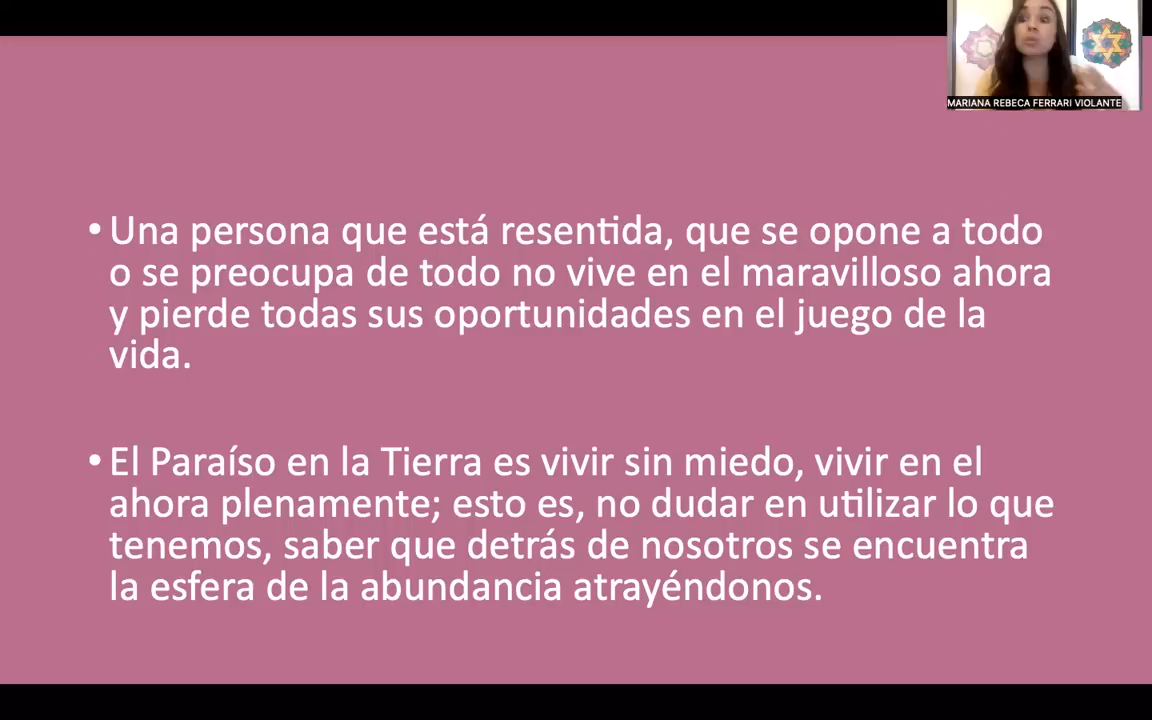 MARIANA REBECA FERRARI VIOLANTE
• Una persona que está resentida, que se opone a todo
o se preocupa de todo no vive en el maravilloso ahora
y pierde todas sus oportunidades en el juego de la
vida.
• El Paraíso en la Tierra es vivir sin miedo, vivir en el
ahora plenamente; esto es, no dudar en utilizar lo que
tenemos, saber que detrás de nosotros se encuentra
la esfera de la abundancia atrayéndonos.